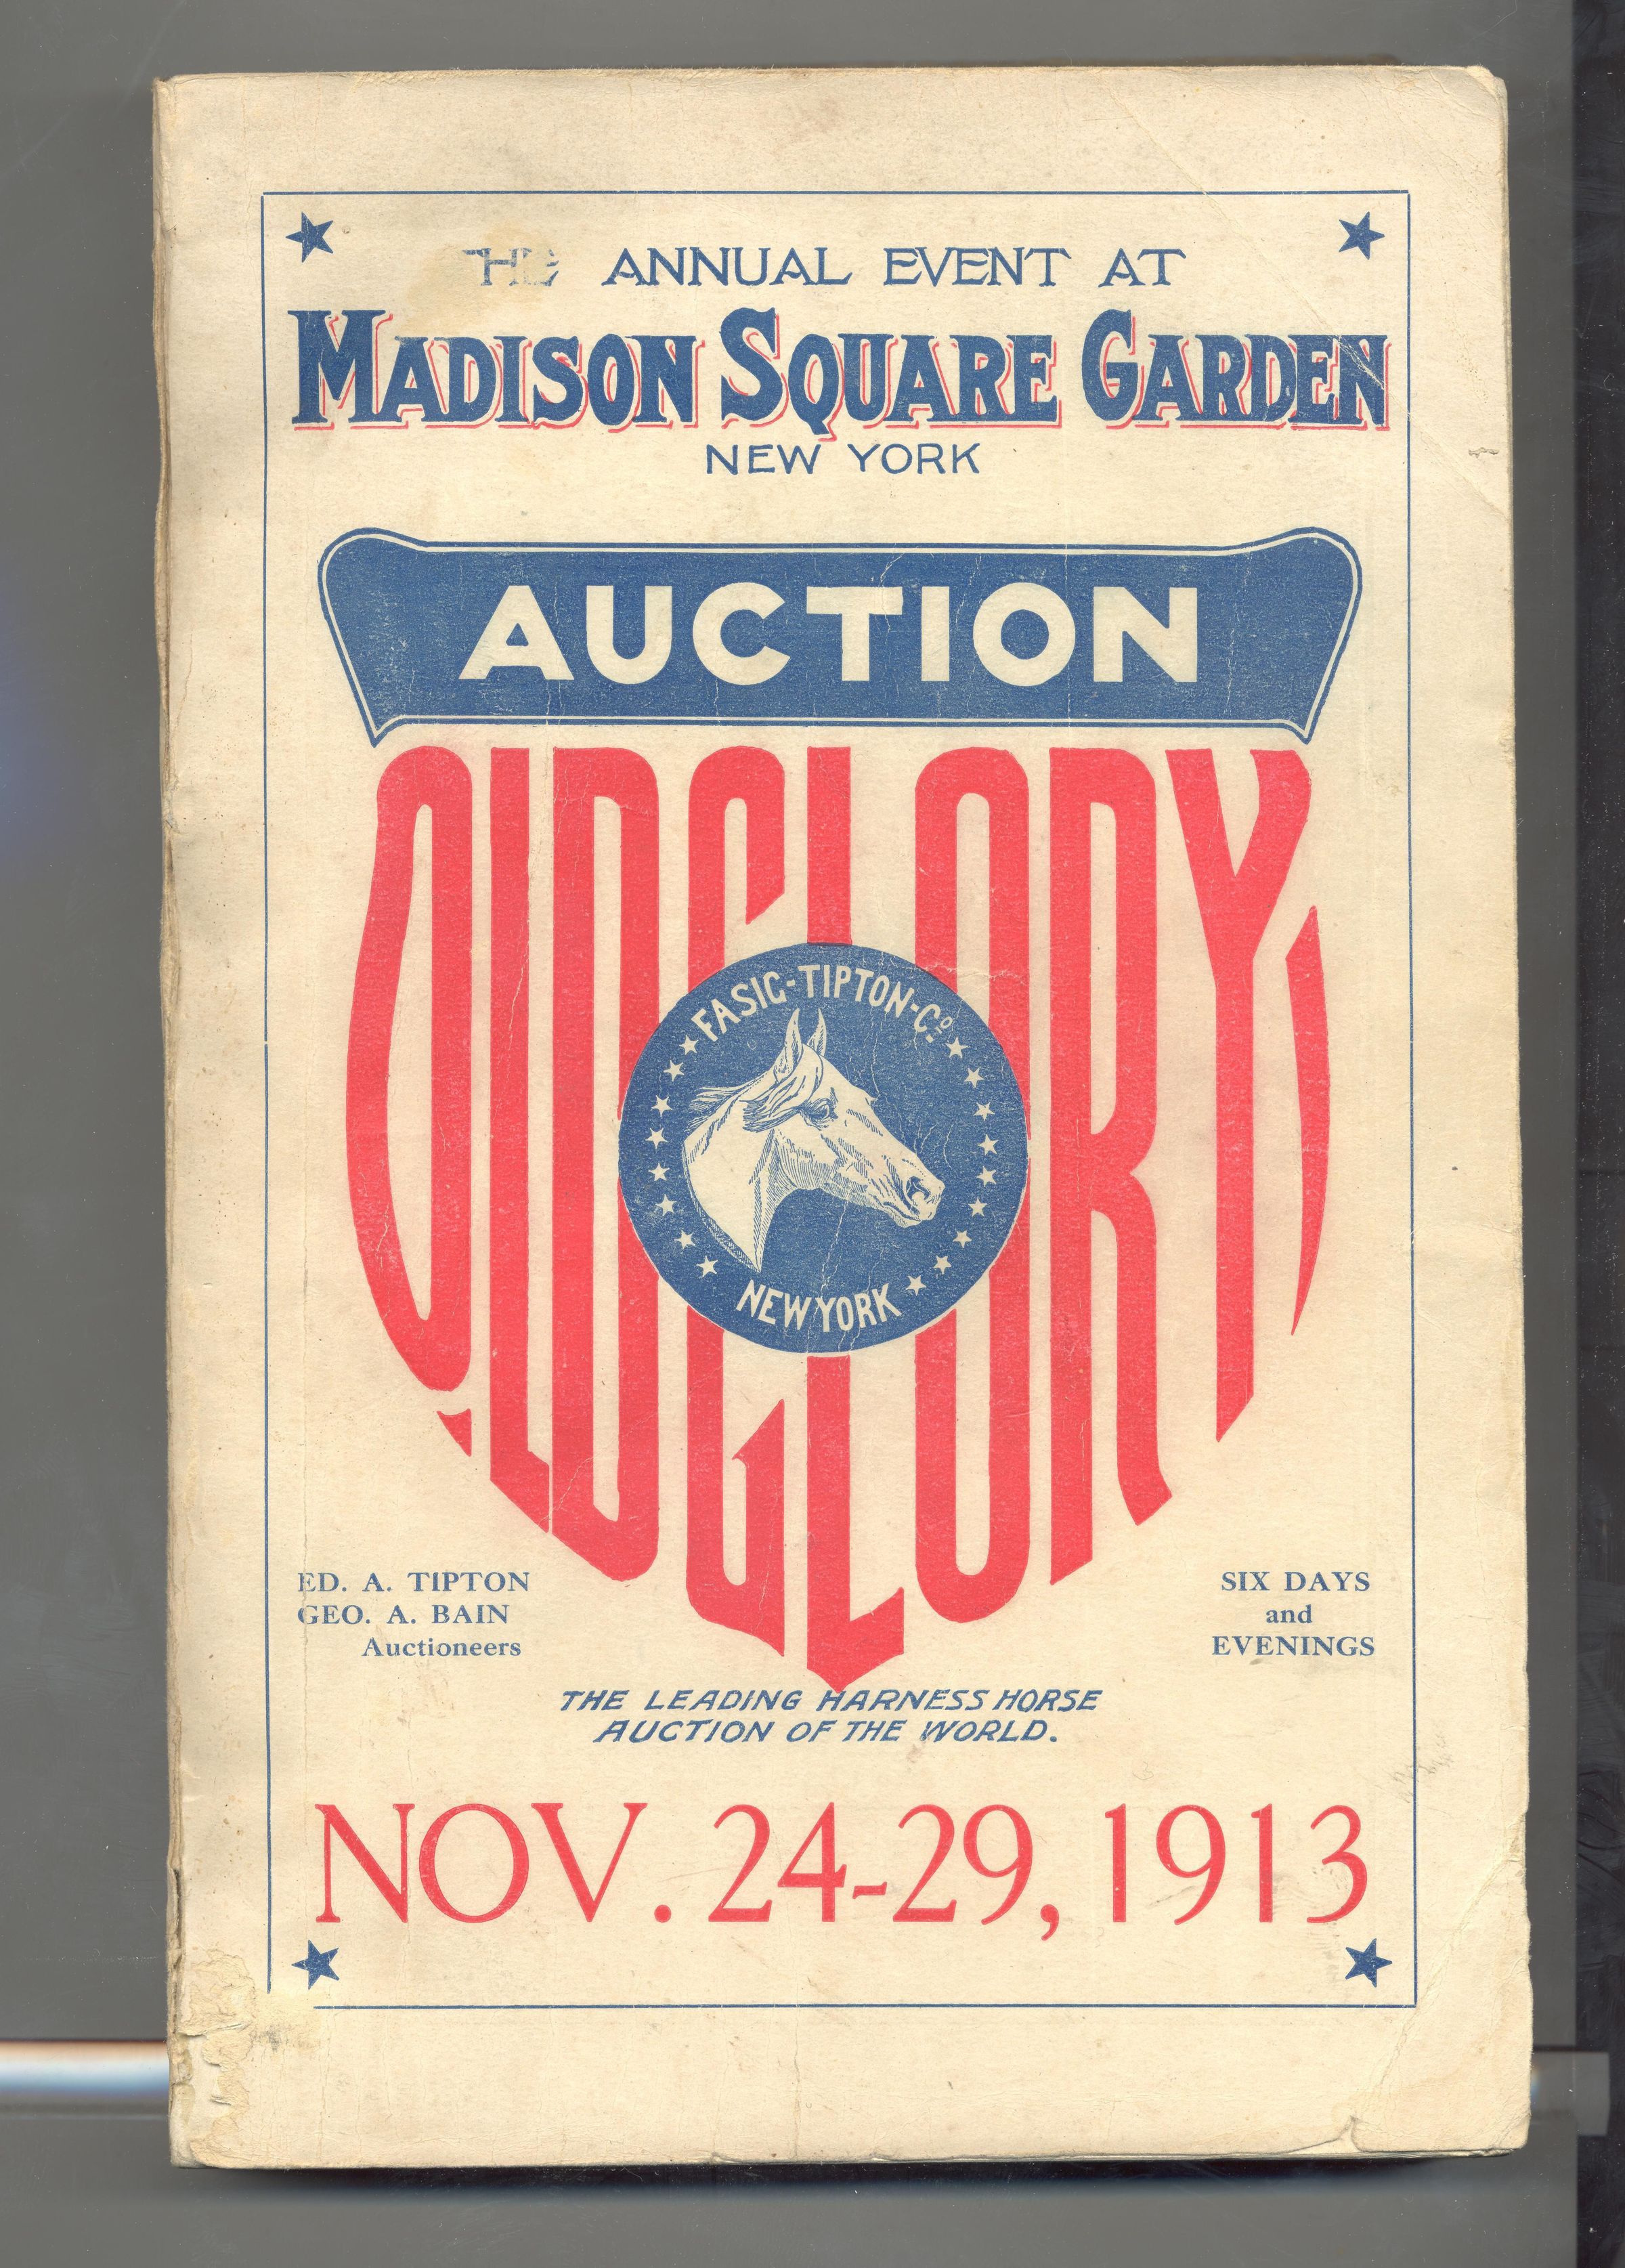 THE ANNUAL EVENT AT
MADISON SQUARE GARDEN
NEW YORK
AUCTION
OLD GLORY
FASIG-TIPTON-Co.
NEW YORK
ED. A. TIPTON
GEO. A. BAIN
Auctioneers
SIX DAYS
and
EVENINGS
THE LEADING HARNESS HORSE
AUCTION OF THE WORLD.
NOV. 24-29, 1913